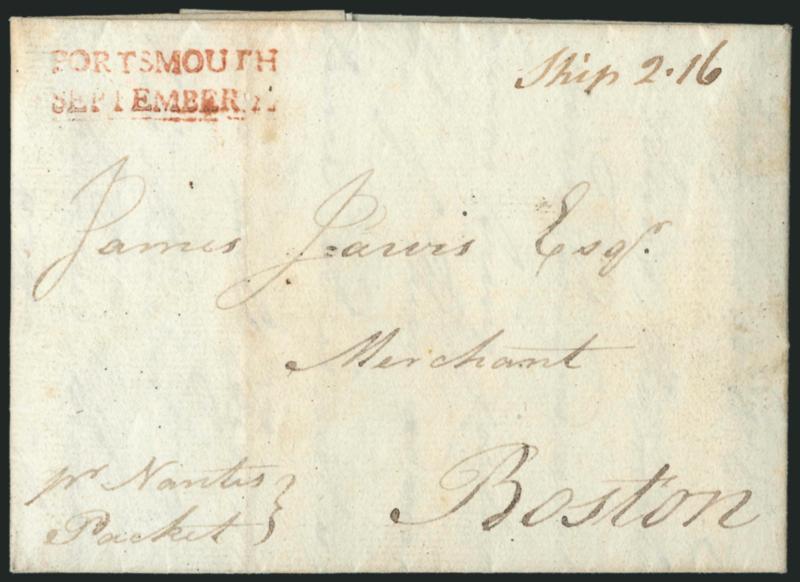 PORTSMOUTH
SEPTEMBER
Ship 2.16
James Jarvis Esqr.
Merchant
Boston
pr Nantes
Packet